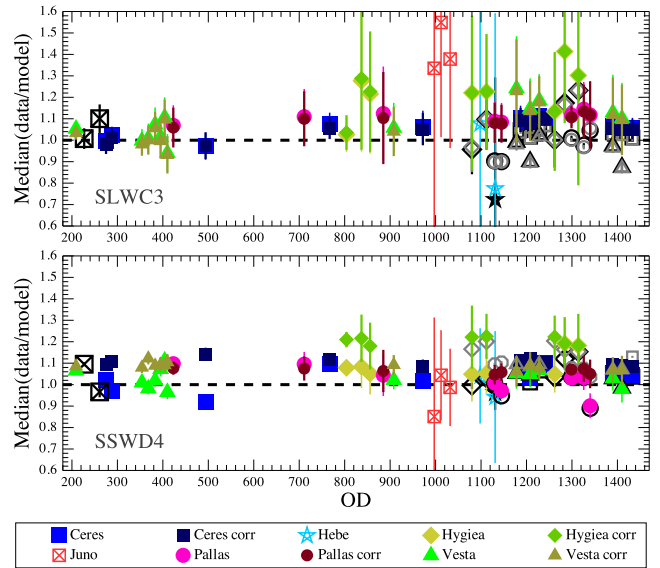 1.6
1.5
1.4
1.3
1.2
1.1
1.0
0.9
0.8
0.7
0.6
Median(data/model)
SLWC3
200 300 400 500 600 700 800 900 1000 1100 1200 1300 1400
1.6
1.5
1.4
1.3
1.2
1.1
1.0
0.9
0.8
0.7
0.6
Median(data/model)
SSWD4
200 300 400 500 600 700 800 900 1000 1100 1200 1300 1400
OD
Ceres Ceres corr Hebe Hygiea Hygiea corr
Juno Pallas Pallas corr Vesta Vesta corr